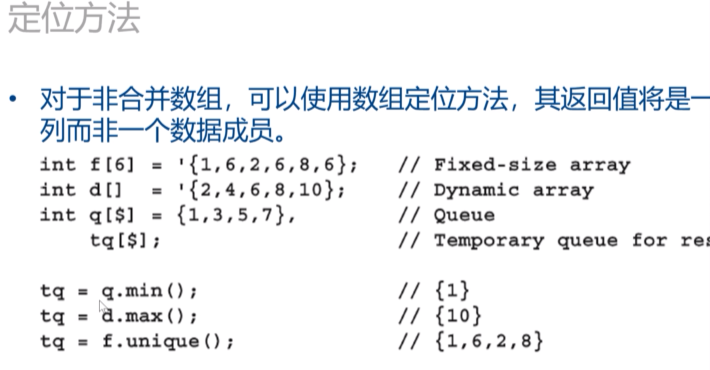 定位方法
• 对于非合并数组，可以使用数组定位方法，其返回值将是一
列而非一个数据成员。
int f[6] = '{1,6,2,6,8,6};   // Fixed-size array
int d[]  = '{2,4,6,8,10};    // Dynamic array
int q[$] = {1,3,5,7},        // Queue
    tq[$];                   // Temporary queue for
tq = q.min();                // {1}
tq = d.max();                // {10}
tq = f.unique();             // {1,6,2,8}